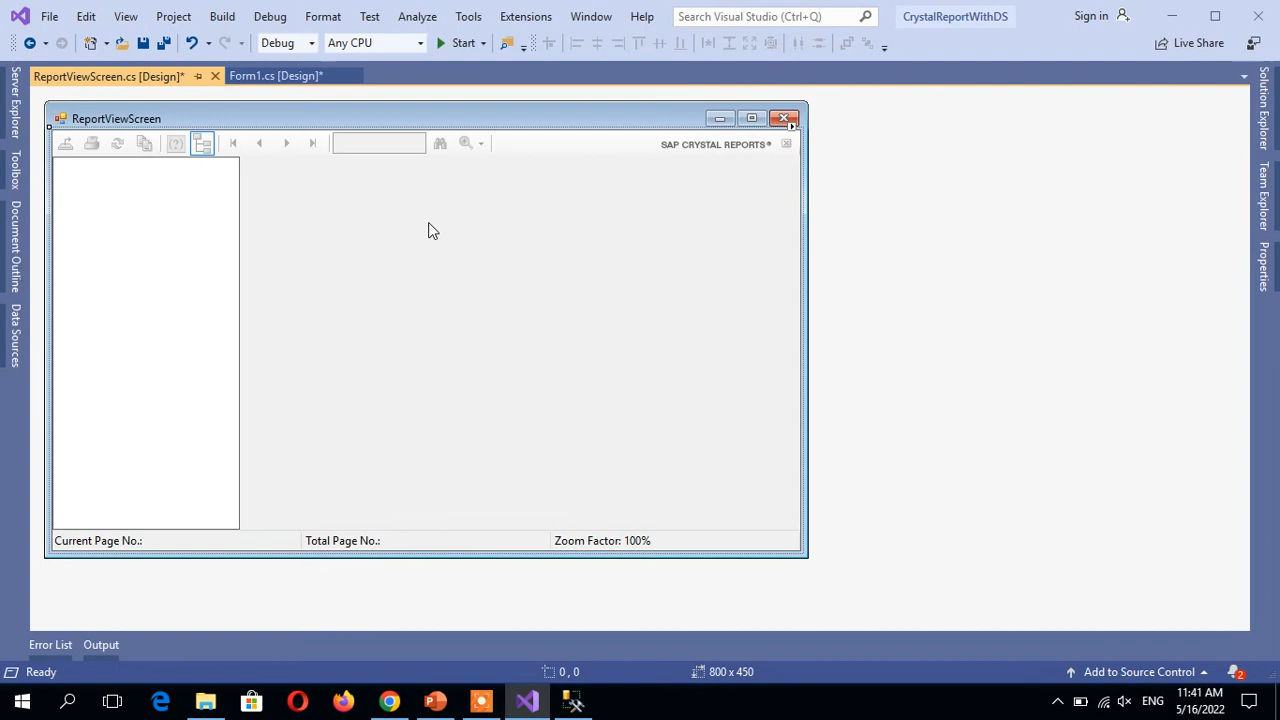 File Edit View Project Build Debug Format Test Analyze Tools Extensions Window Help Search Visual Studio (Ctrl+Q) CrystalReportWithDS Sign in
Debug Any CPU Start Live Share
ReportViewScreen.cs [Design]* Form1.cs [Design]*
Server Explorer
Toolbox
Document Outline
Data Sources
ReportViewScreen
SAP CRYSTAL REPORTS®
Current Page No.: Total Page No.: Zoom Factor: 100%
Solution Explorer
Team Explorer
Properties
Error List Output
Ready 0 , 0 800 x 450 Add to Source Control 2
ENG 11:41 AM
5/16/2022